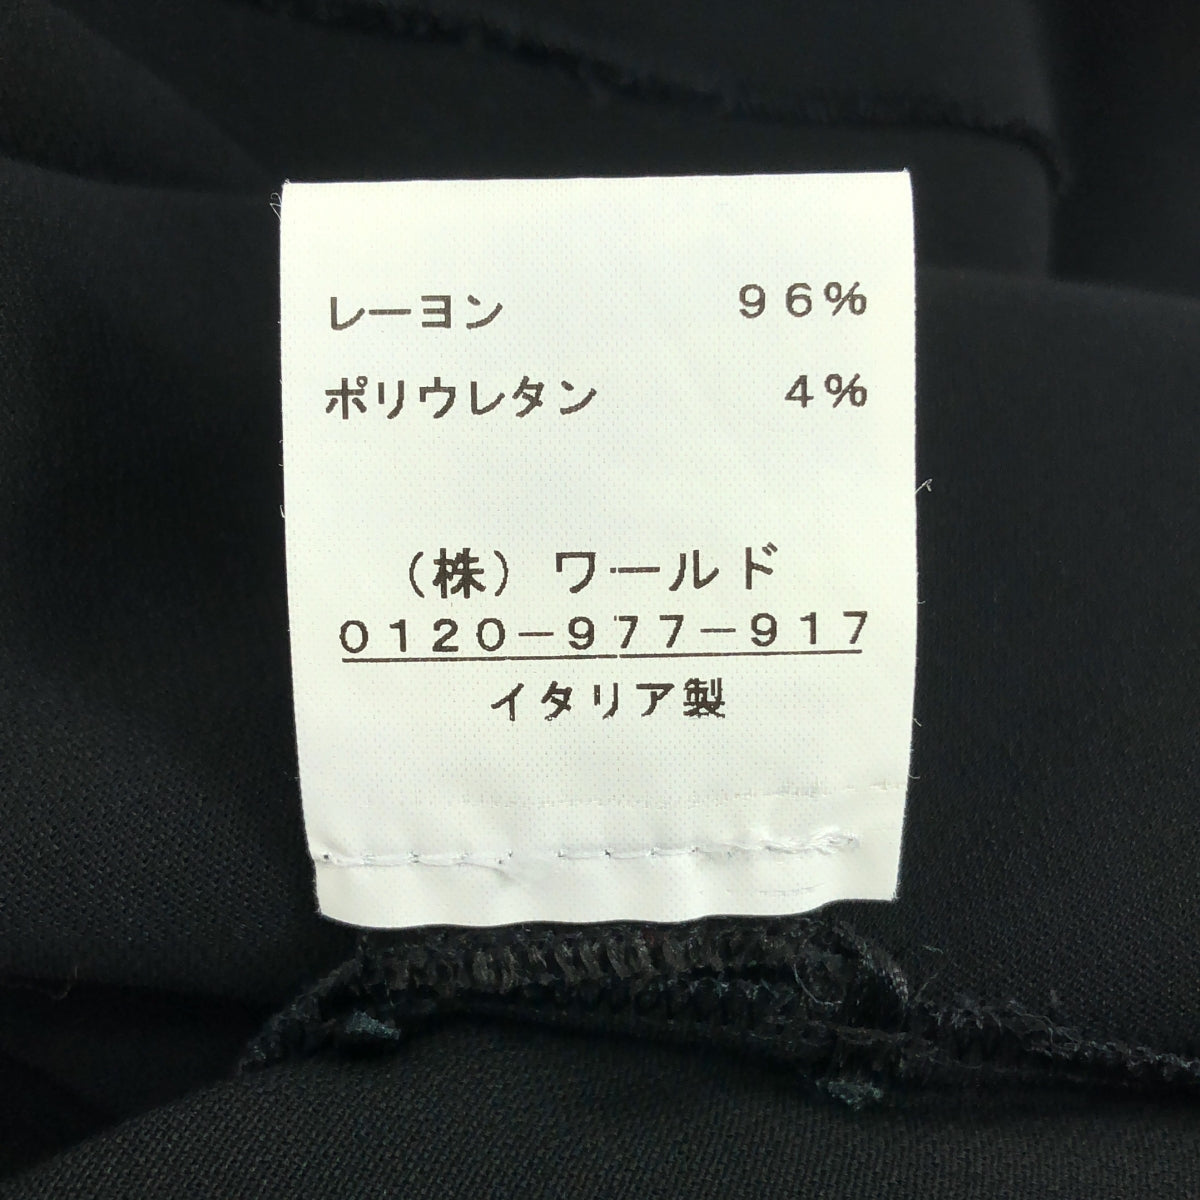 レーヨン 96%
ポリウレタン 4%
(株) ワールド
0120-977-917
イタリア製